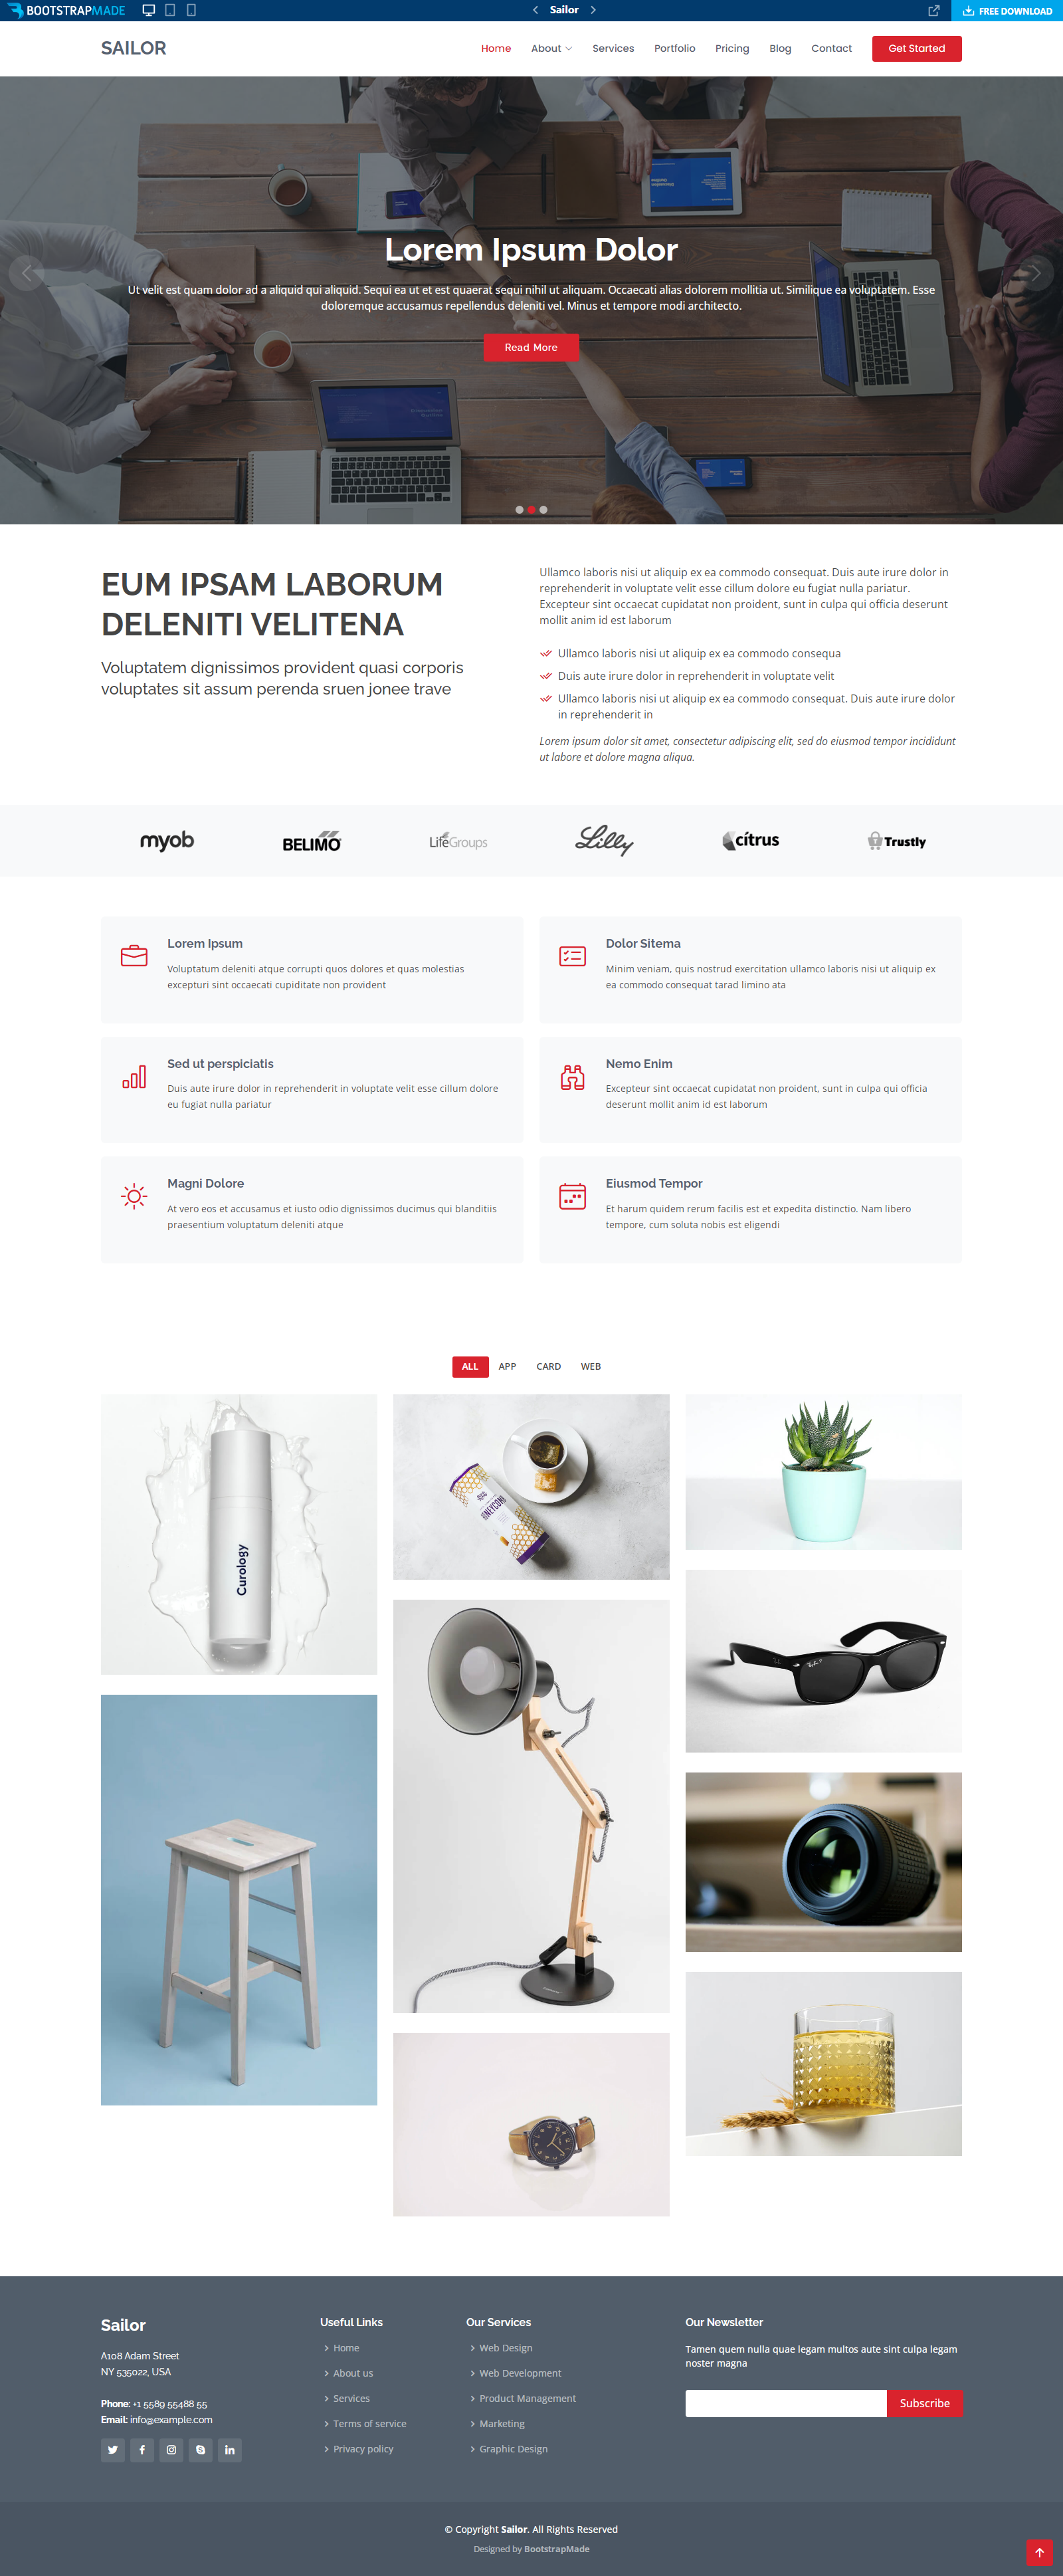 BOOTSTRAPMADE
Sailor
FREE DOWNLOAD
SAILOR
Home
About
Services
Portfolio
Pricing
Blog
Contact
Get Started
Lorem Ipsum Dolor
Ut velit est quam dolor ad a aliquid qui aliquid. Sequi ea ut et est quaerat sequi nihil ut aliquam. Occaecati alias dolorem mollitia ut. Similique ea voluptatem. Esse
doloremque accusamus repellendus deleniti vel. Minus et tempore modi architecto.
Read More
EUM IPSAM LABORUM
DELENITI VELITENA
Voluptatem dignissimos provident quasi corporis
voluptates sit assum perenda sruen jonee trave
Ullamco laboris nisi ut aliquip ex ea commodo consequat. Duis aute irure dolor in
reprehenderit in voluptate velit esse cillum dolore eu fugiat nulla pariatur.
Excepteur sint occaecat cupidatat non proident, sunt in culpa qui officia deserunt
mollit anim id est laborum
Ullamco laboris nisi ut aliquip ex ea commodo consequa
Duis aute irure dolor in reprehenderit in voluptate velit
Ullamco laboris nisi ut aliquip ex ea commodo consequat. Duis aute irure dolor
in reprehenderit in
Lorem ipsum dolor sit amet, consectetur adipiscing elit, sed do eiusmod tempor incididunt
ut labore et dolore magna aliqua.
myob
BELIMO
LifeGroups
Lilly
citrus
Trustly
Lorem Ipsum
Voluptatum deleniti atque corrupti quos dolores et quas molestias
excepturi sint occaecati cupiditate non provident
Dolor Sitema
Minim veniam, quis nostrud exercitation ullamco laboris nisi ut aliquip ex
ea commodo consequat tarad limino ata
Sed ut perspiciatis
Duis aute irure dolor in reprehenderit in voluptate velit esse cillum dolore
eu fugiat nulla pariatur
Nemo Enim
Excepteur sint occaecat cupidatat non proident, sunt in culpa qui officia
deserunt mollit anim id est laborum
Magni Dolore
At vero eos et accusamus et iusto odio dignissimos ducimus qui blanditiis
praesentium voluptatum deleniti atque
Eiusmod Tempor
Et harum quidem rerum facilis est et expedita distinctio. Nam libero
tempore, cum soluta nobis est eligendi
ALL
APP
CARD
WEB
Curology
Ray-Ban
Sailor
A108 Adam Street
NY 535022, USA
Phone: +1 5589 55488 55
Email: info@example.com
Useful Links
Home
About us
Services
Terms of service
Privacy policy
Our Services
Web Design
Web Development
Product Management
Marketing
Graphic Design
Our Newsletter
Tamen quem nulla quae legam multos aute sint culpa legam
noster magna
Subscribe
© Copyright Sailor. All Rights Reserved
Designed by BootstrapMade